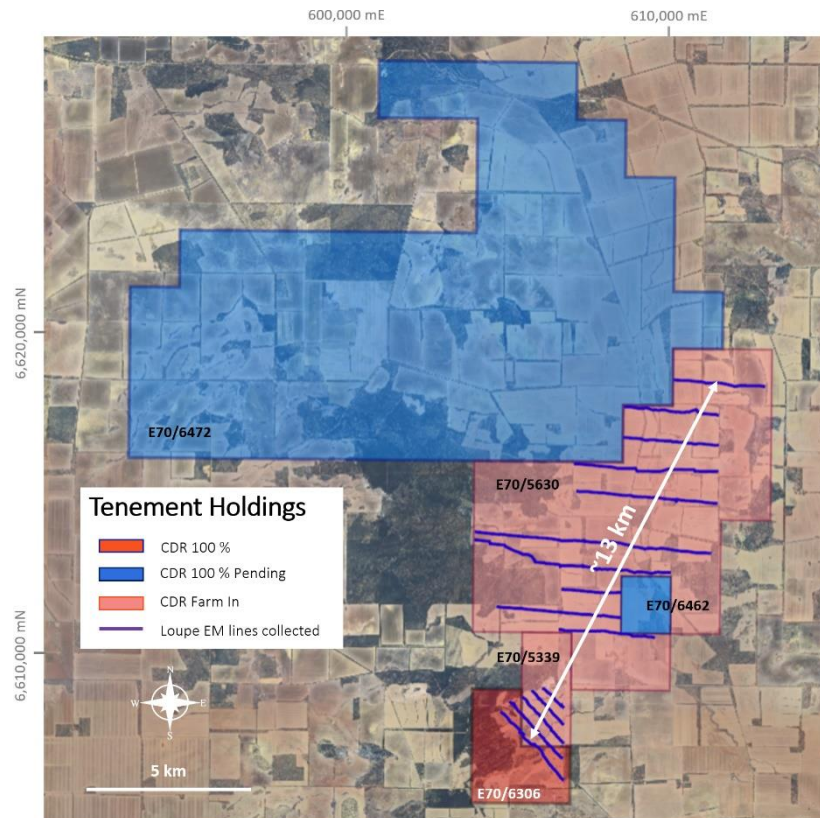 600,000 mE
610,000 mE
6,620,000 mN
E70/6472
E70/5630
Tenement Holdings
CDR 100 %
CDR 100 % Pending
CDR Farm In
Loupe EM lines collected
~13 km
E70/6462
6,610,000 mN
E70/5339
N
W
E
S
5 km
E70/6306